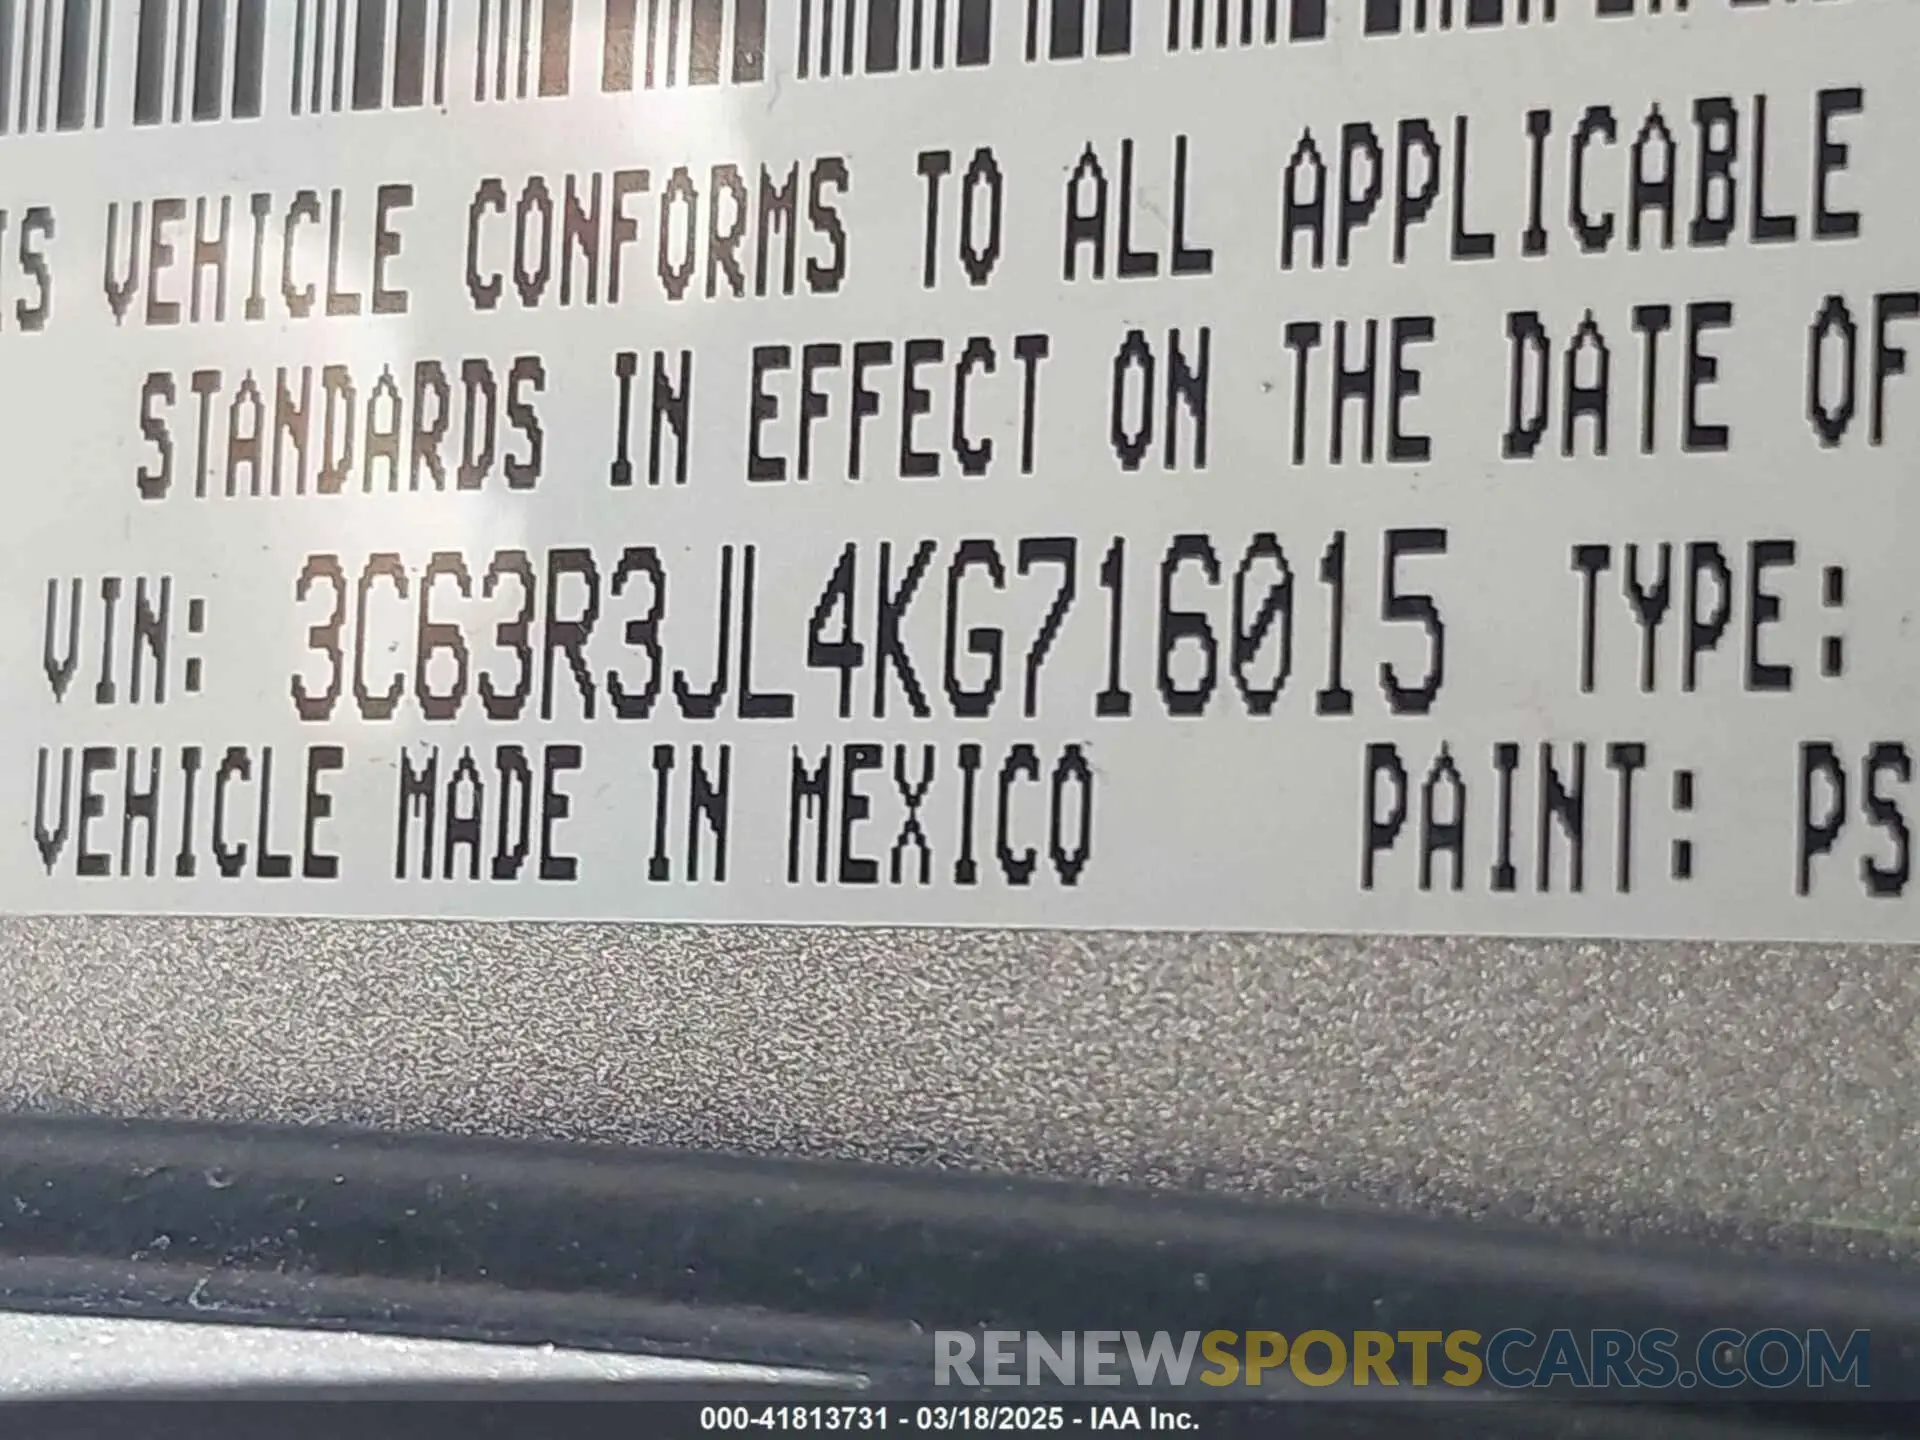 IS VEHICLE CONFORMS TO ALL APPLICABLE
STANDARDS IN EFFECT ON THE DATE OF
VIN: 3C63R3JL4KG716015 TYPE:
VEHICLE MADE IN MEXICO PAINT: PS
RENEWSPORTSCARS.COM
000-41813731 - 03/18/2025 - IAA Inc.